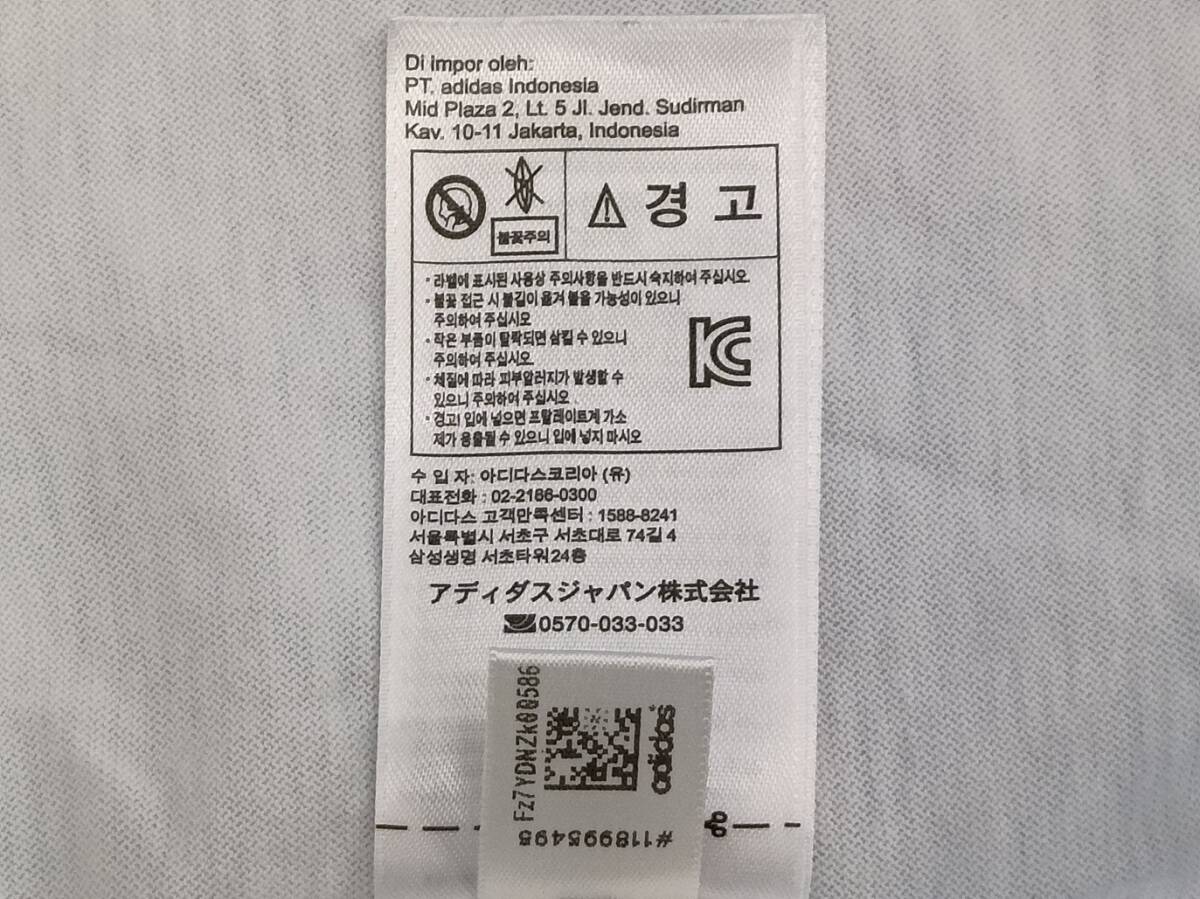 Di impor oleh:
PT. adidas Indonesia
Mid Plaza 2, Lt. 5 Jl. Jend. Sudirman
Kav. 10-11 Jakarta, Indonesia
불꽃주의
경 고
· 라벨에 표시된 사용상 주의사항을 반드시 숙지하여 주십시오.
· 불꽃 접근 시 불길이 옮겨 붙을 가능성이 있으니
주의하여 주십시오
· 작은 부품이 탈락되면 삼킬 수 있으니
주의하여 주십시오.
· 체질에 따라 피부알러지가 발생할 수
있으니 주의하여 주십시오.
· 경고! 입에 넣으면 프탈레이트계 가소
제가 용출될 수 있으니 입에 넣지 마시오
수 입 자: 아디다스코리아 (유)
대표전화 : 02-2186-0300
아디다스 고객만족센터 : 1588-8241
서울특별시 서초구 서초대로 74길 4
삼성생명 서초타워24층
アディダスジャパン株式会社
0570-033-033
Fz7YDNZk00586
adidas
#118995495